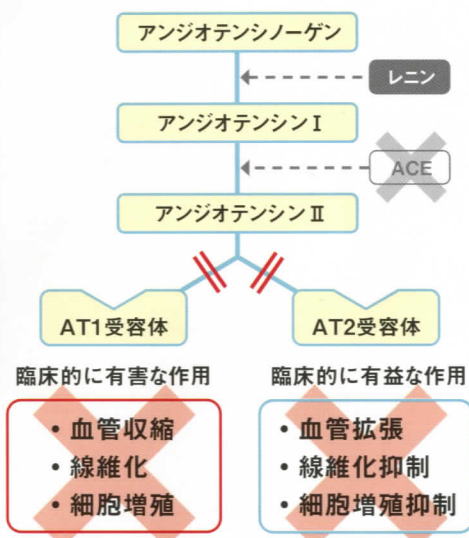 アンジオテンシノーゲン
レニン
アンジオテンシンⅠ
ACE
アンジオテンシンⅡ
AT1受容体
AT2受容体
臨床的に有害な作用
臨床的に有益な作用
・血管収縮
・線維化
・細胞増殖
・血管拡張
・線維化抑制
・細胞増殖抑制